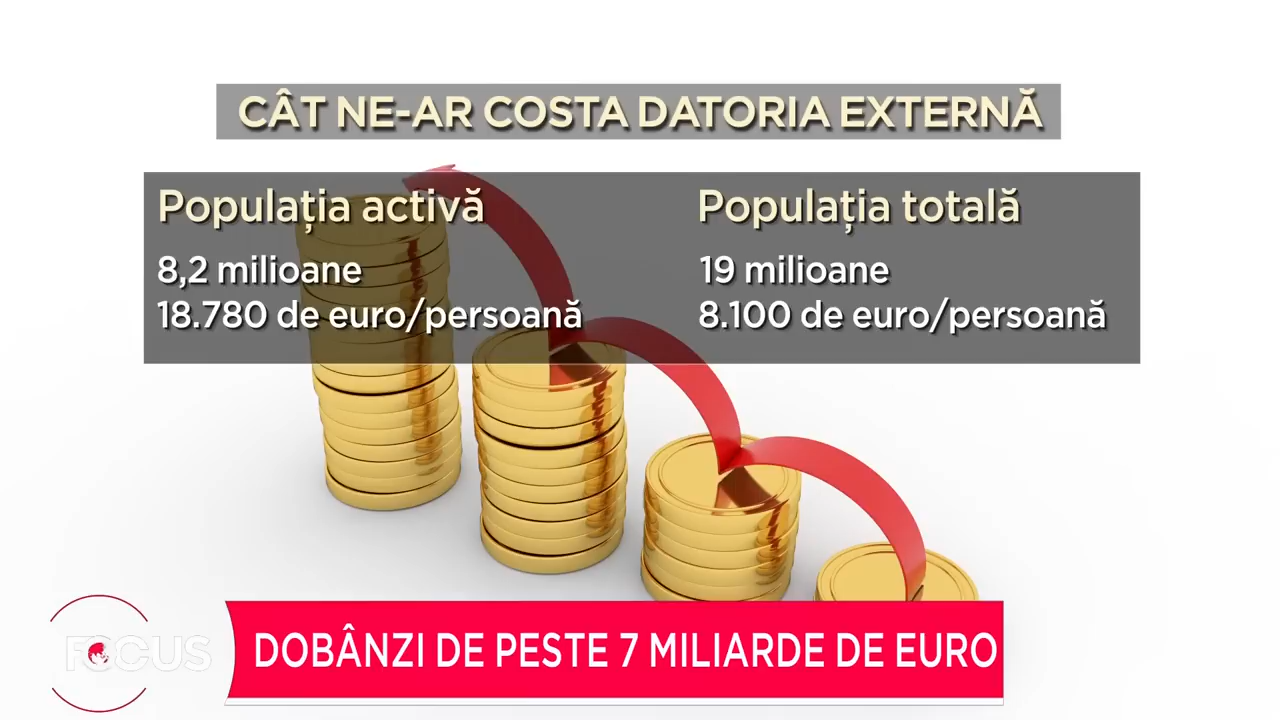 CÂT NE-AR COSTA DATORIA EXTERNĂ
Populația activă
8,2 milioane
18.780 de euro/persoană
Populația totală
19 milioane
8.100 de euro/persoană
FOCUS
DOBÂNZI DE PESTE 7 MILIARDE DE EURO